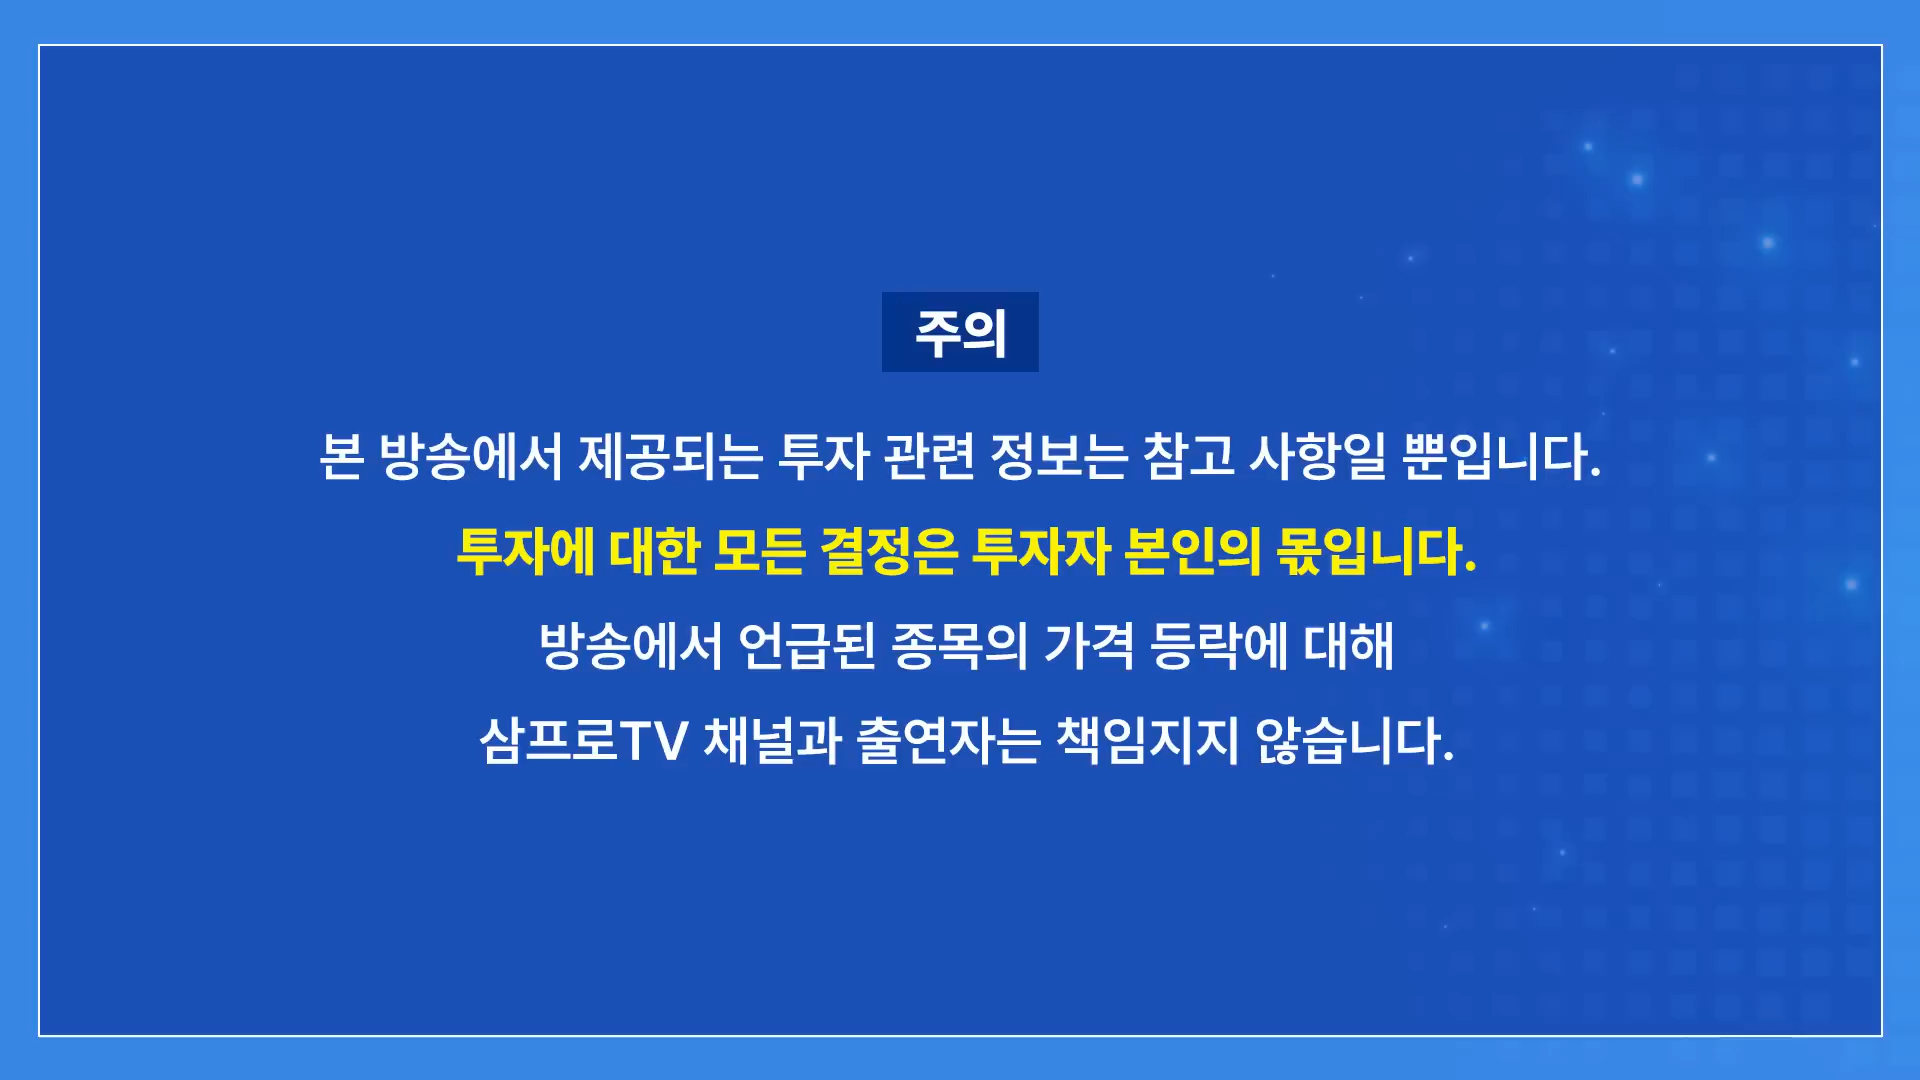 주의
본 방송에서 제공되는 투자 관련 정보는 참고 사항일 뿐입니다.
투자에 대한 모든 결정은 투자자 본인의 몫입니다.
방송에서 언급된 종목의 가격 등락에 대해
삼프로TV 채널과 출연자는 책임지지 않습니다.